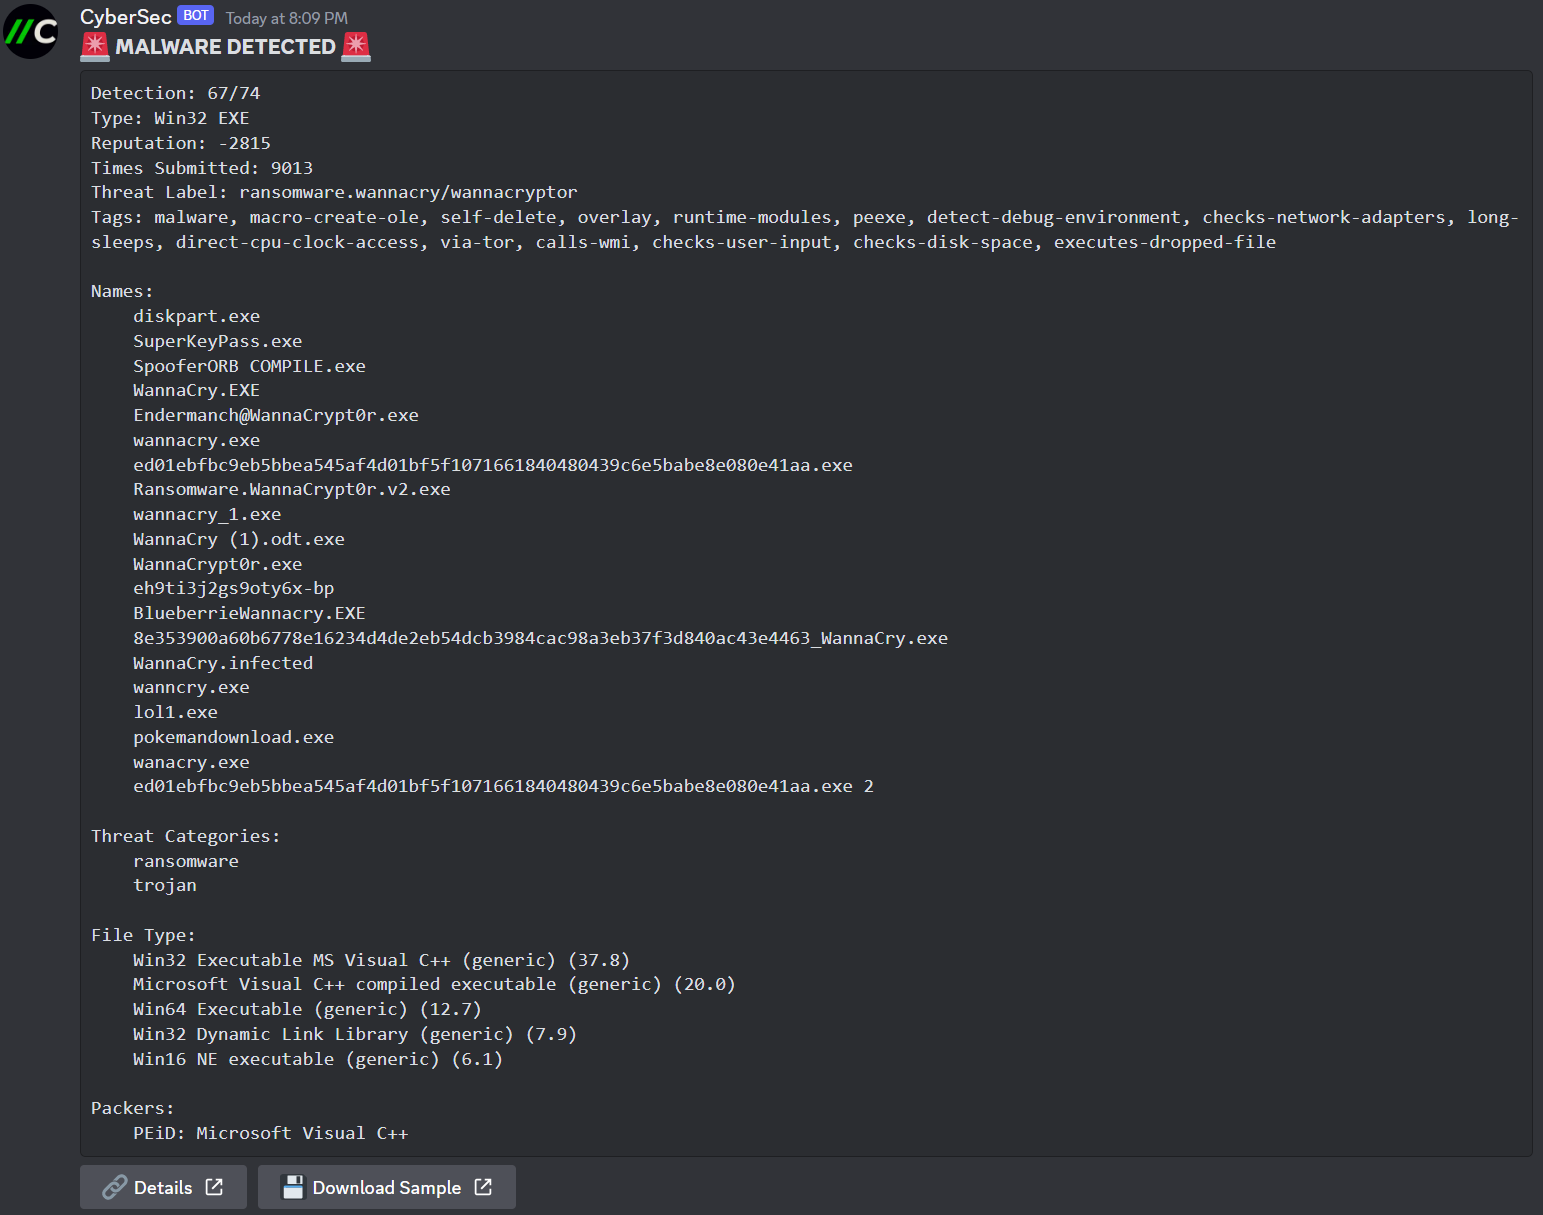 //C
CyberSec BOT Today at 8:09 PM
🚨 MALWARE DETECTED 🚨
Detection: 67/74
Type: Win32 EXE
Reputation: -2815
Times Submitted: 9013
Threat Label: ransomware.wannacry/wannacryptor
Tags: malware, macro-create-ole, self-delete, overlay, runtime-modules, peexe, detect-debug-environment, checks-network-adapters, long-
sleeps, direct-cpu-clock-access, via-tor, calls-wmi, checks-user-input, checks-disk-space, executes-dropped-file
Names:
diskpart.exe
SuperKeyPass.exe
SpooferORB COMPILE.exe
WannaCry.EXE
Endermanch@WannaCrypt0r.exe
wannacry.exe
ed01ebfbc9eb5bbea545af4d01bf5f1071661840480439c6e5babe8e080e41aa.exe
Ransomware.WannaCrypt0r.v2.exe
wannacry_1.exe
WannaCry (1).odt.exe
WannaCrypt0r.exe
eh9ti3j2gs9oty6x-bp
BlueberrieWannacry.EXE
8e353900a60b6778e16234d4de2eb54dcb3984cac98a3eb37f3d840ac43e4463_WannaCry.exe
WannaCry.infected
wanncry.exe
lol1.exe
pokemandownload.exe
wanacry.exe
ed01ebfbc9eb5bbea545af4d01bf5f1071661840480439c6e5babe8e080e41aa.exe 2
Threat Categories:
ransomware
trojan
File Type:
Win32 Executable MS Visual C++ (generic) (37.8)
Microsoft Visual C++ compiled executable (generic) (20.0)
Win64 Executable (generic) (12.7)
Win32 Dynamic Link Library (generic) (7.9)
Win16 NE executable (generic) (6.1)
Packers:
PEiD: Microsoft Visual C++
Details Download Sample